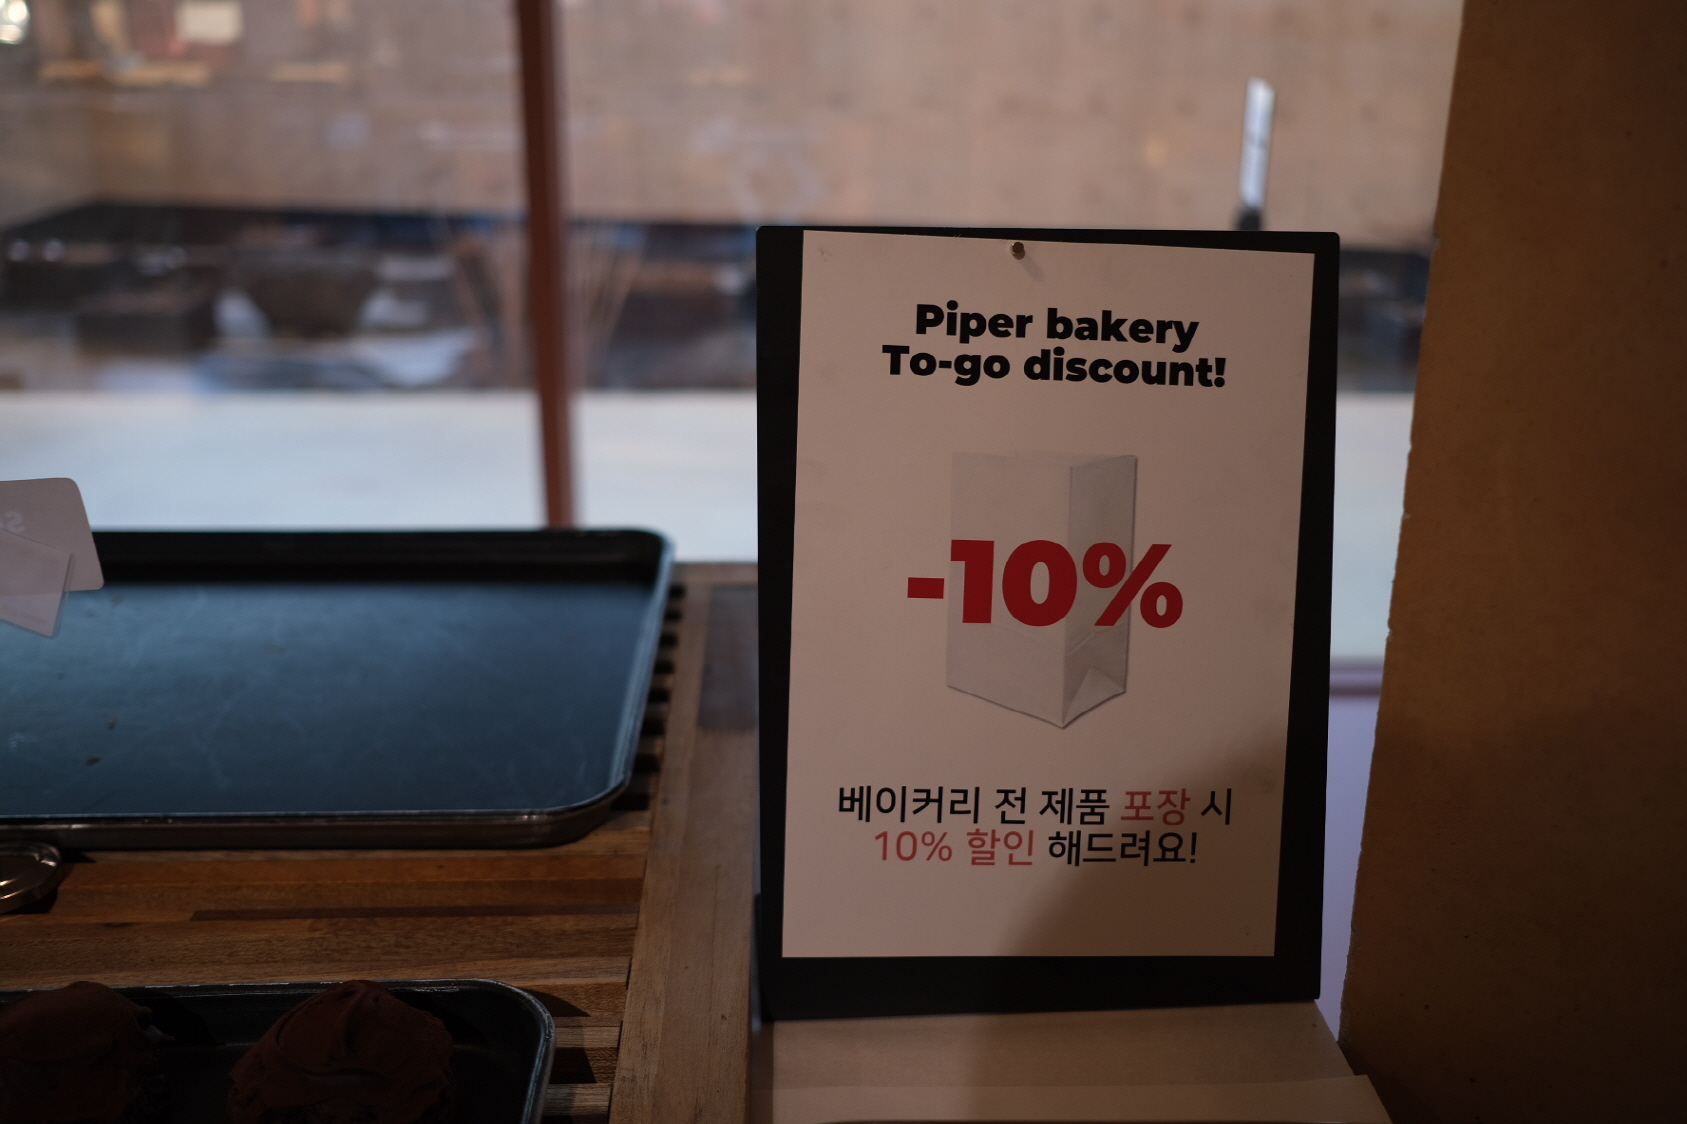 Piper bakery
To-go discount!
-10%
베이커리 전 제품 포장 시
10% 할인 해드려요!